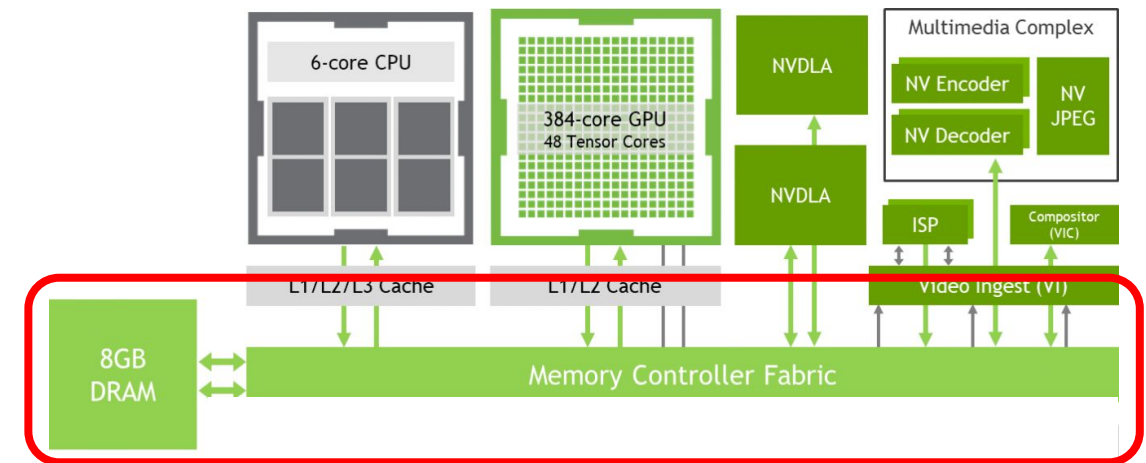 Multimedia Complex
6-core CPU
384-core GPU
48 Tensor Cores
NVDLA
NVDLA
NV Encoder
NV Decoder
NV
JPEG
ISP
Compositor
(VIC)
L1/L2/L3 Cache
L1/L2 Cache
Video Ingest (VI)
8GB
DRAM
Memory Controller Fabric